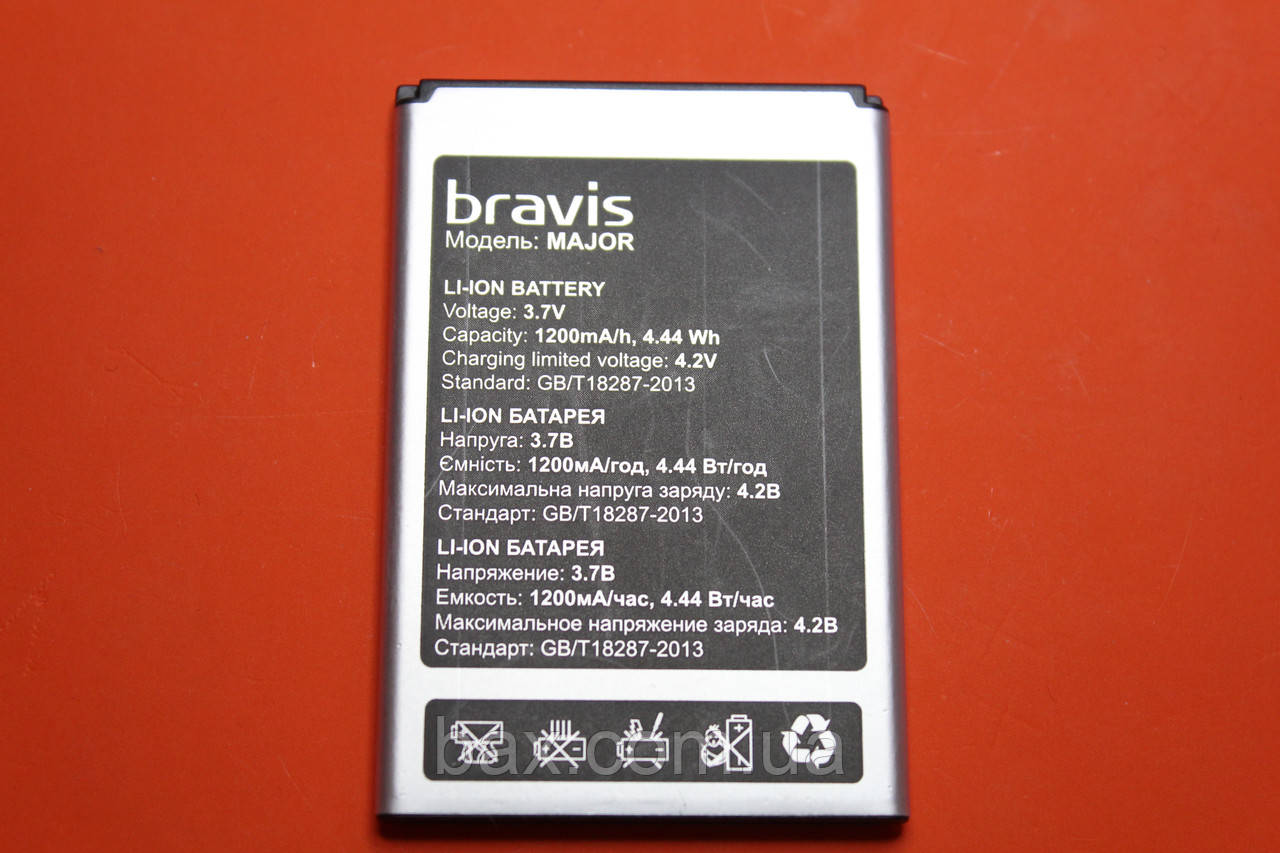 bravis
Модель: MAJOR
LI-ION BATTERY
Voltage: 3.7V
Capacity: 1200mA/h, 4.44 Wh
Charging limited voltage: 4.2V
Standard: GB/T18287-2013
LI-ION БАТАРЕЯ
Напруга: 3.7В
Ємність: 1200мА/год, 4.44 Вт/год
Максимальна напруга заряду: 4.2В
Стандарт: GB/T18287-2013
LI-ION БАТАРЕЯ
Напряжение: 3.7В
Емкость: 1200мА/час, 4.44 Вт/час
Максимальное напряжение заряда: 4.2В
Стандарт: GB/T18287-2013
bax.com.ua